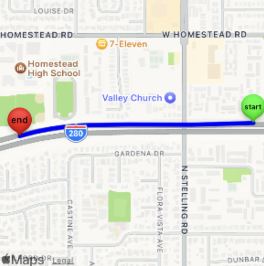 LOUISE DR
HOMESTEAD RD
W HOMESTEAD RD
7-Eleven
Homestead
High School
Valley Church
start
end
280
GARDENA DR
N STELLING RD
CASTINE AVE
FLORA VISTA AVE
Maps Legal
DUNBAR